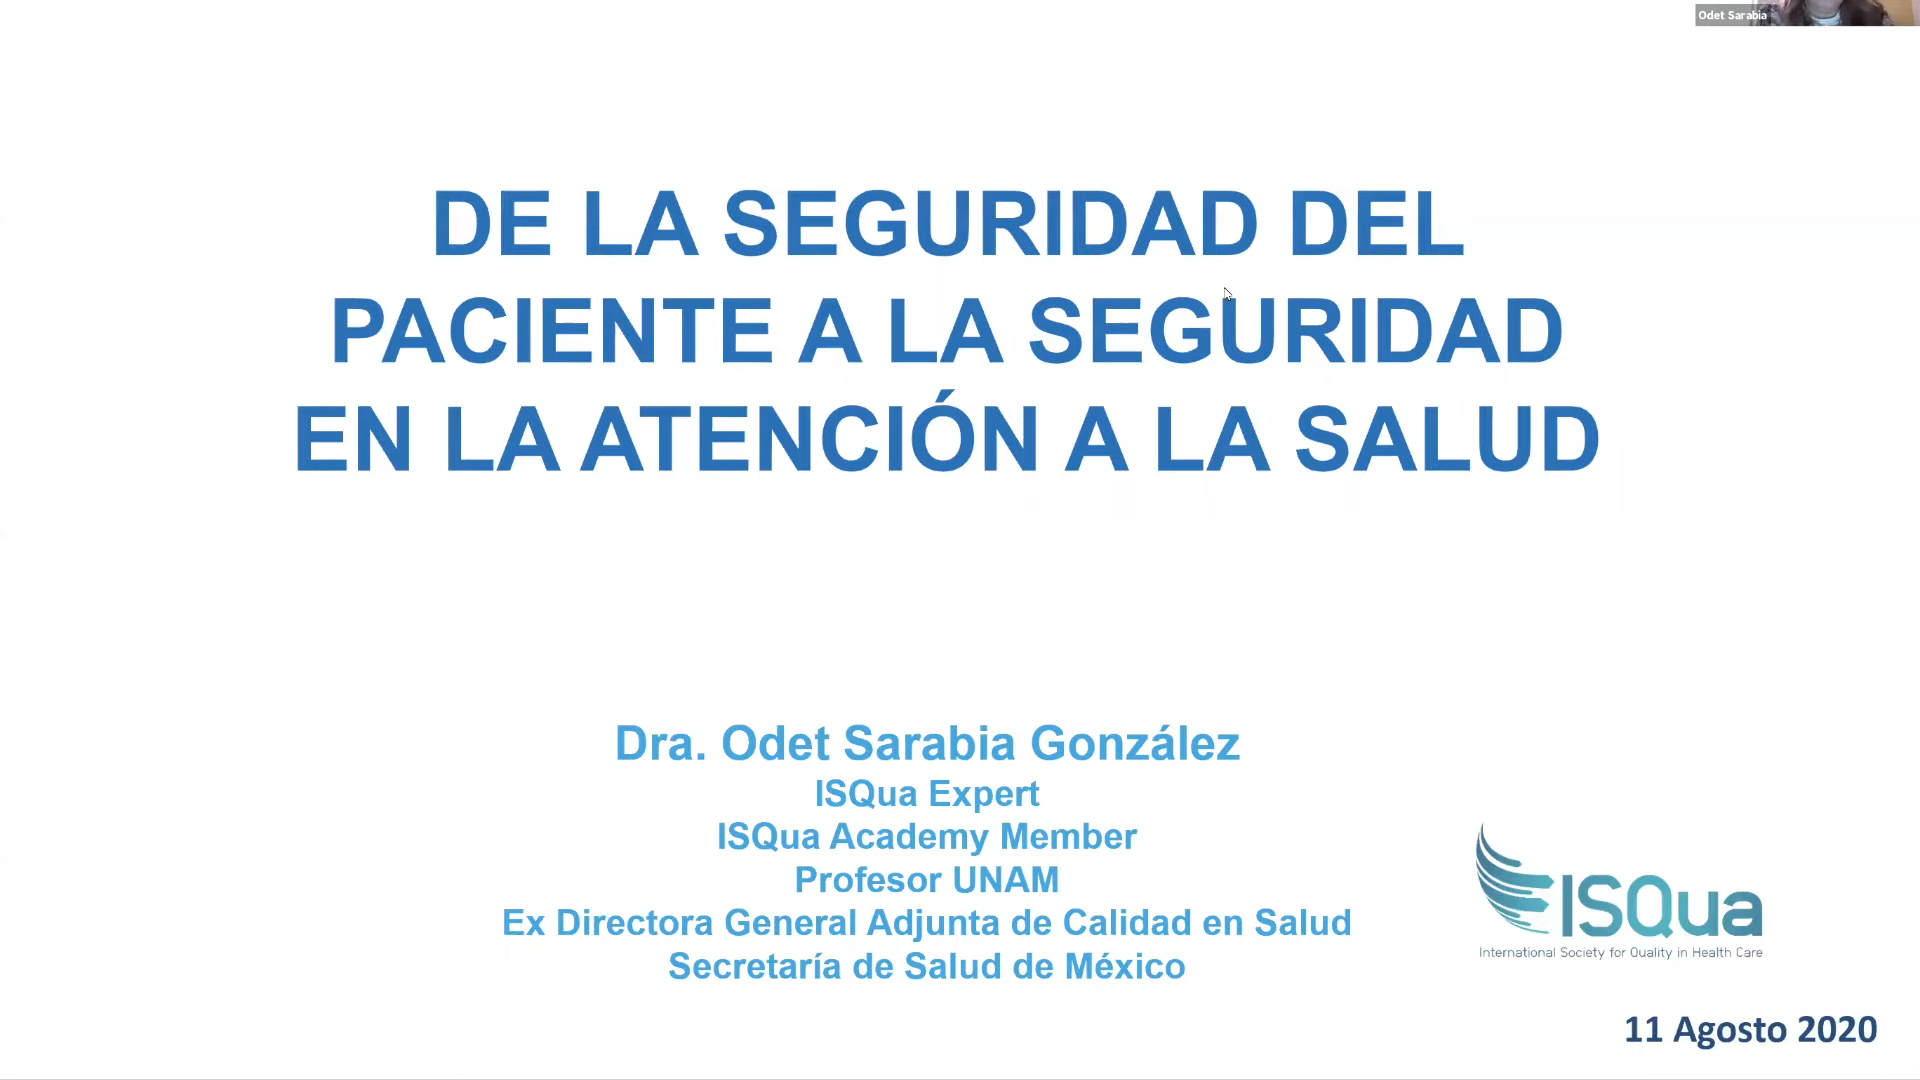 Odet Sarabia
DE LA SEGURIDAD DEL
PACIENTE A LA SEGURIDAD
EN LA ATENCIÓN A LA SALUD
Dra. Odet Sarabia González
ISQua Expert
ISQua Academy Member
Profesor UNAM
Ex Directora General Adjunta de Calidad en Salud
Secretaría de Salud de México
ISQua
International Society for Quality in Health Care
11 Agosto 2020